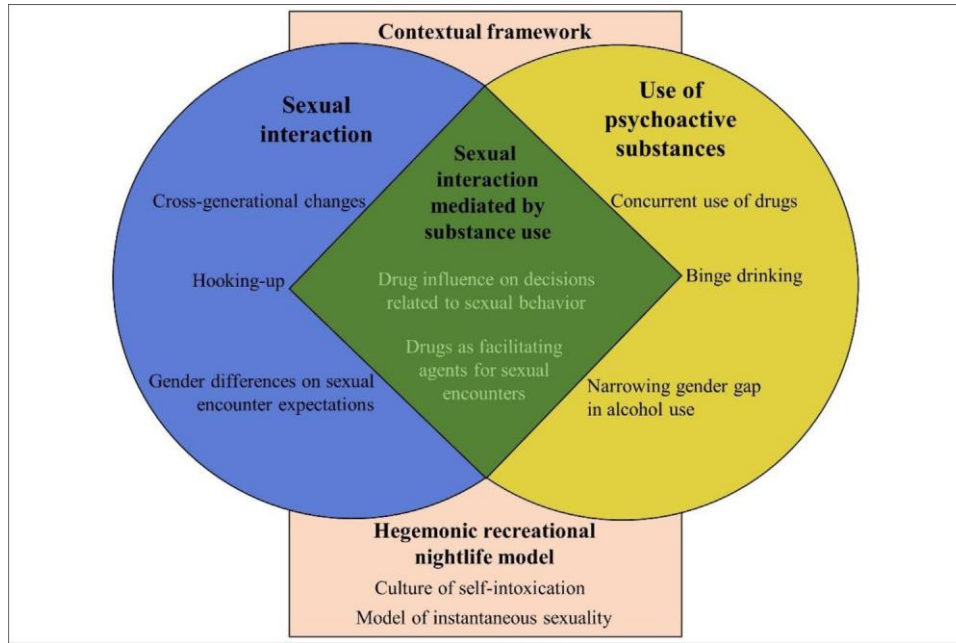 Contextual framework
Sexual
interaction
Cross-generational changes
Hooking-up
Gender differences on sexual
encounter expectations
Sexual
interaction
mediated by
substance use
Drug influence on decisions
related to sexual behavior
Drugs as facilitating
agents for sexual
encounters
Use of
psychoactive
substances
Concurrent use of drugs
Binge drinking
Narrowing gender gap
in alcohol use
Hegemonic recreational
nightlife model
Culture of self-intoxication
Model of instantaneous sexuality